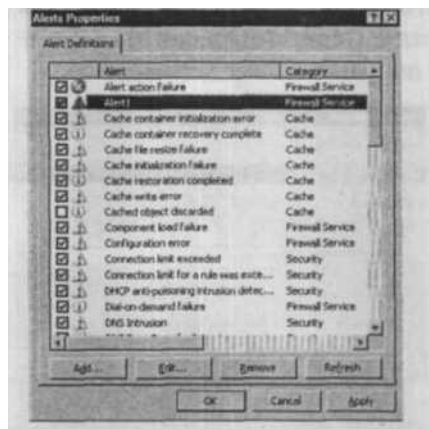 Alerts Properties
Alert Definitions
Alert Category
Alert action failure Firewall Service
Alert1 Firewall Service
Cache container initialization error Cache
Cache container recovery complete Cache
Cache file resize failure Cache
Cache initialization failure Cache
Cache restoration completed Cache
Cache write error Cache
Cached object discarded Cache
Component load failure Firewall Service
Configuration error Firewall Service
Connection limit exceeded Security
Connection limit for a rule was exce... Security
DHCP anti-poisoning intrusion detec... Security
Dial-on-demand failure Firewall Service
DNS Intrusion Security
Add... Edit... Remove Refresh
OK Cancel Apply